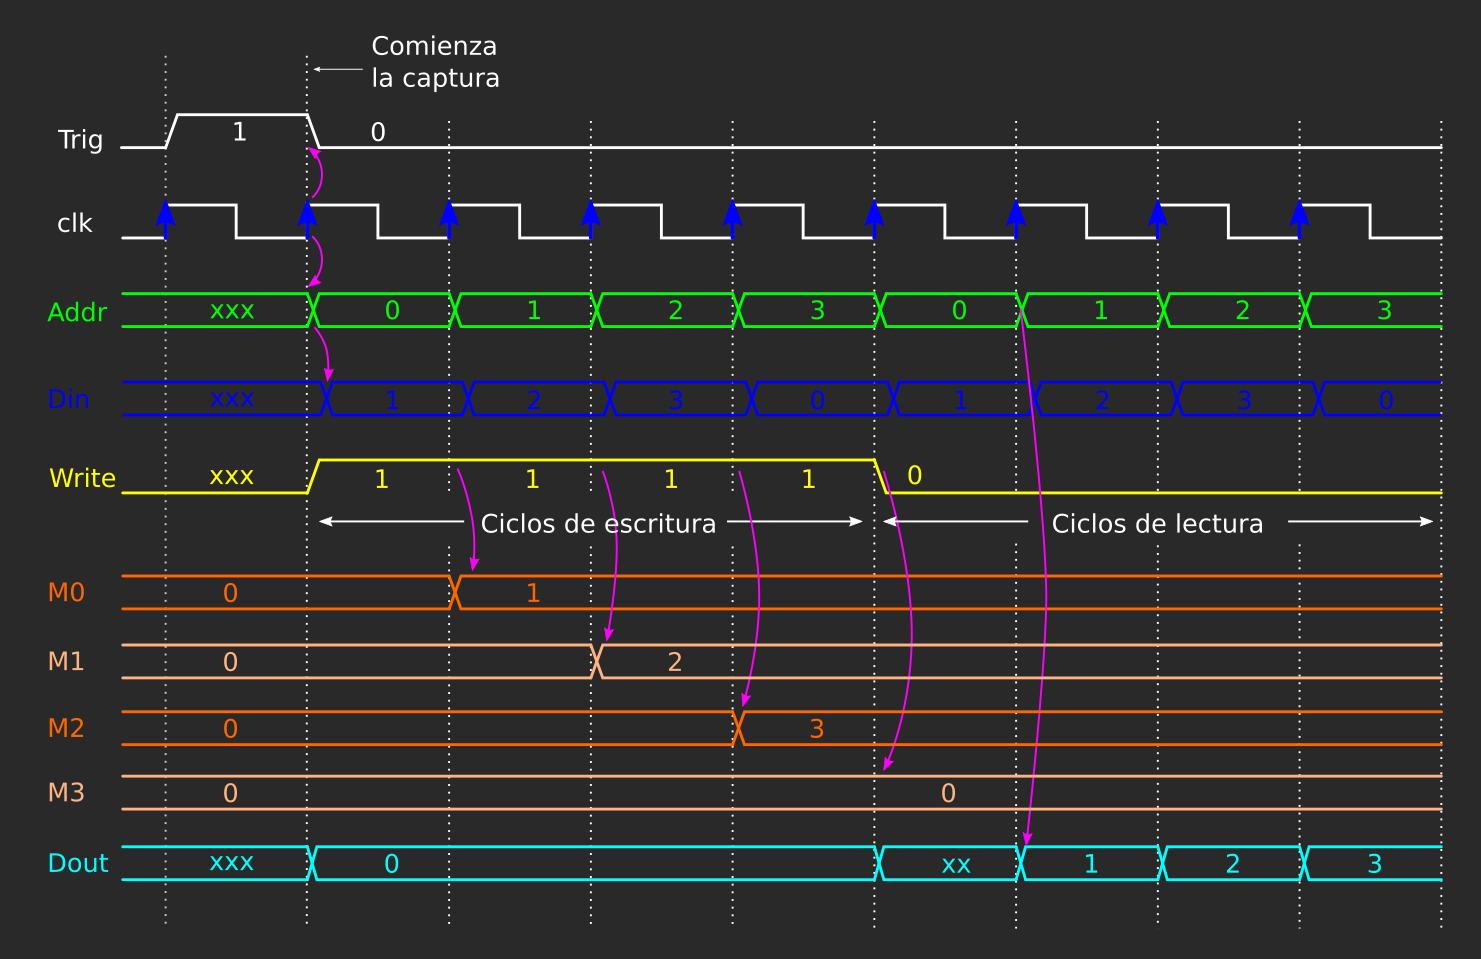 Comienza
la captura
Trig 1 0
clk
Addr xxx 0 1 2 3 0 1 2 3
Din xxx 1 2 3 0 1 2 3 0
Write xxx 1 1 1 1 0
Ciclos de escritura Ciclos de lectura
M0 0 1
M1 0 2
M2 0 3
M3 0 0
Dout xxx 0 xx 1 2 3